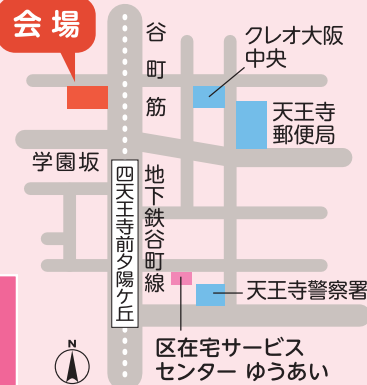 会場
谷町筋
クレオ大阪
中央
天王寺
郵便局
学園坂
四天王寺前夕陽ケ丘
地下鉄谷町線
天王寺警察署
区在宅サービス
センター ゆうあい
N